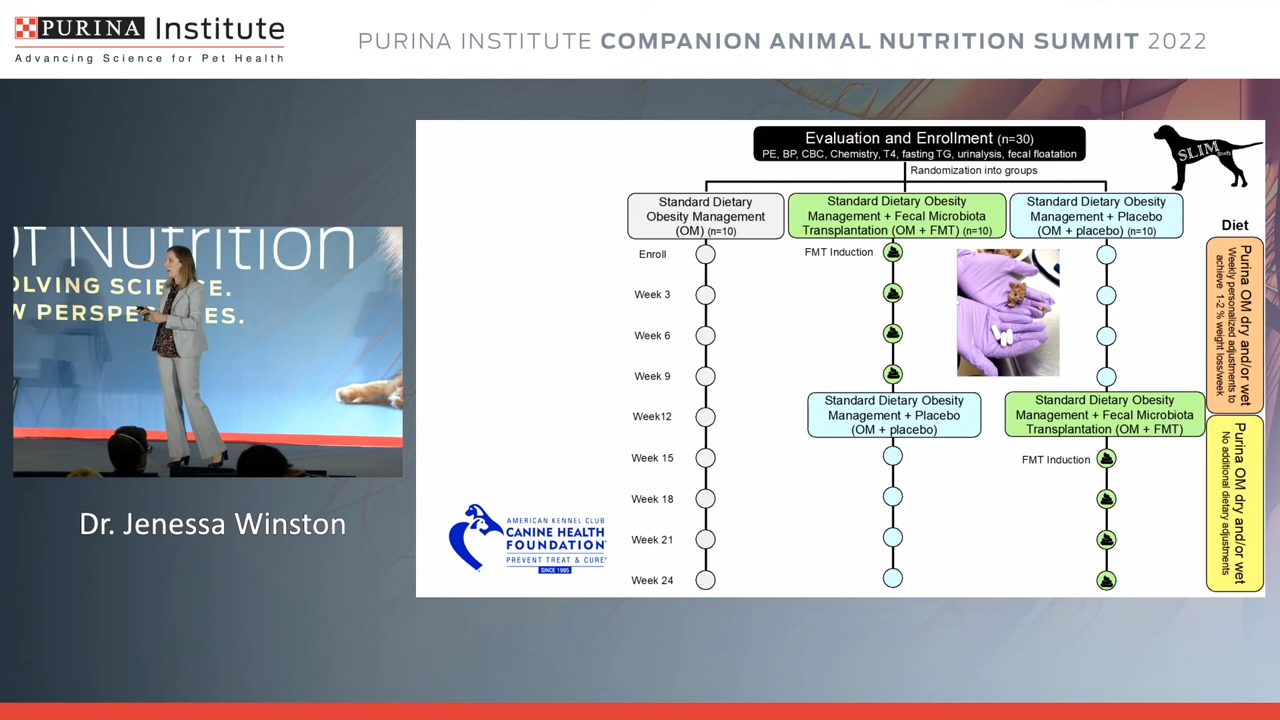 PURINA Institute
Advancing Science for Pet Health
PURINA INSTITUTE COMPANION ANIMAL NUTRITION SUMMIT 2022
Of Nutrition
OLVING SCIENCE.
W PERSPE ES.
Dr. Jenessa Winston
Evaluation and Enrollment (n=30)
PE, BP, CBC, Chemistry, T4, fasting TG, urinalysis, fecal floatation
SLIM
Study
Randomization into groups
Standard Dietary
Obesity Management
(OM) (n=10)
Standard Dietary Obesity
Management + Fecal Microbiota
Transplantation (OM + FMT) (n=10)
Standard Dietary Obesity
Management + Placebo
(OM + placebo) (n=10)
Diet
Enroll
FMT Induction
Week 3
Week 6
Week 9
Week12
Standard Dietary Obesity
Management + Placebo
(OM + placebo)
Standard Dietary Obesity
Management + Fecal Microbiota
Transplantation (OM + FMT)
Week 15
FMT Induction
Week 18
Week 21
Week 24
Purina OM dry and/or wet
Weekly personalized adjustments to
achieve 1-2 % weight loss/week
Purina OM dry and/or wet
No additional dietary adjustments
AMERICAN KENNEL CLUB
CANINE HEALTH
FOUNDATION®
PREVENT TREAT & CURE®
SINCE 1995